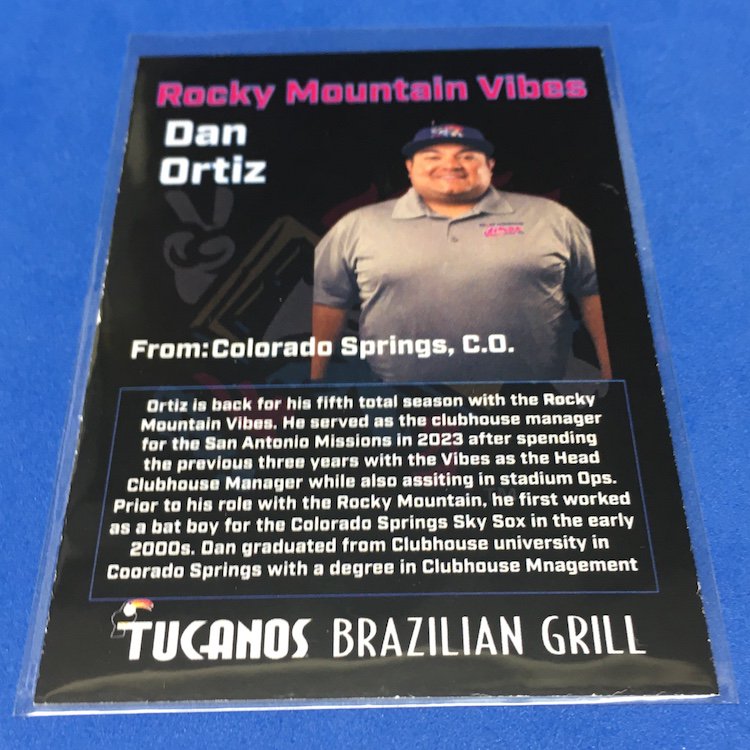 Rocky Mountain Vibes
Dan
Ortiz
From:Colorado Springs, C.O.
Ortiz is back for his fifth total season with the Rocky
Mountain Vibes. He served as the clubhouse manager
for the San Antonio Missions in 2023 after spending
the previous three years with the Vibes as the Head
Clubhouse Manager while also assiting in stadium Ops.
Prior to his role with the Rocky Mountain, he first worked
as a bat boy for the Colorado Springs Sky Sox in the early
2000s. Dan graduated from Clubhouse university in
Coorado Springs with a degree in Clubhouse Mnagement
TUCANOS BRAZILIAN GRILL